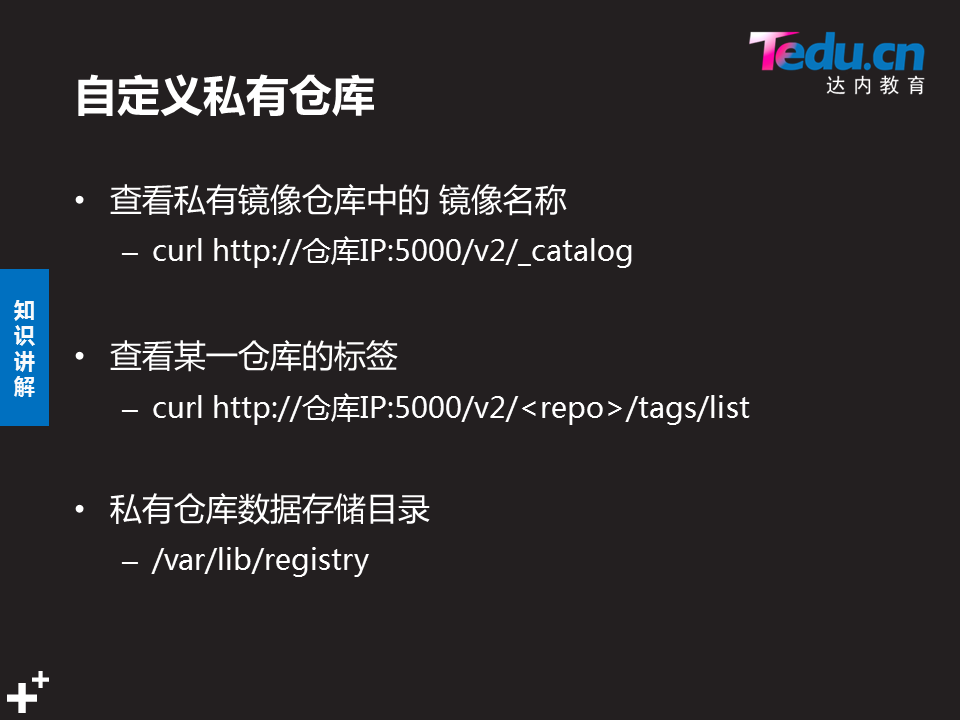 Tedu.cn
达内教育
自定义私有仓库
• 查看私有镜像仓库中的 镜像名称
– curl http://仓库IP:5000/v2/_catalog
知识讲解
• 查看某一仓库的标签
– curl http://仓库IP:5000/v2/<repo>/tags/list
• 私有仓库数据存储目录
– /var/lib/registry